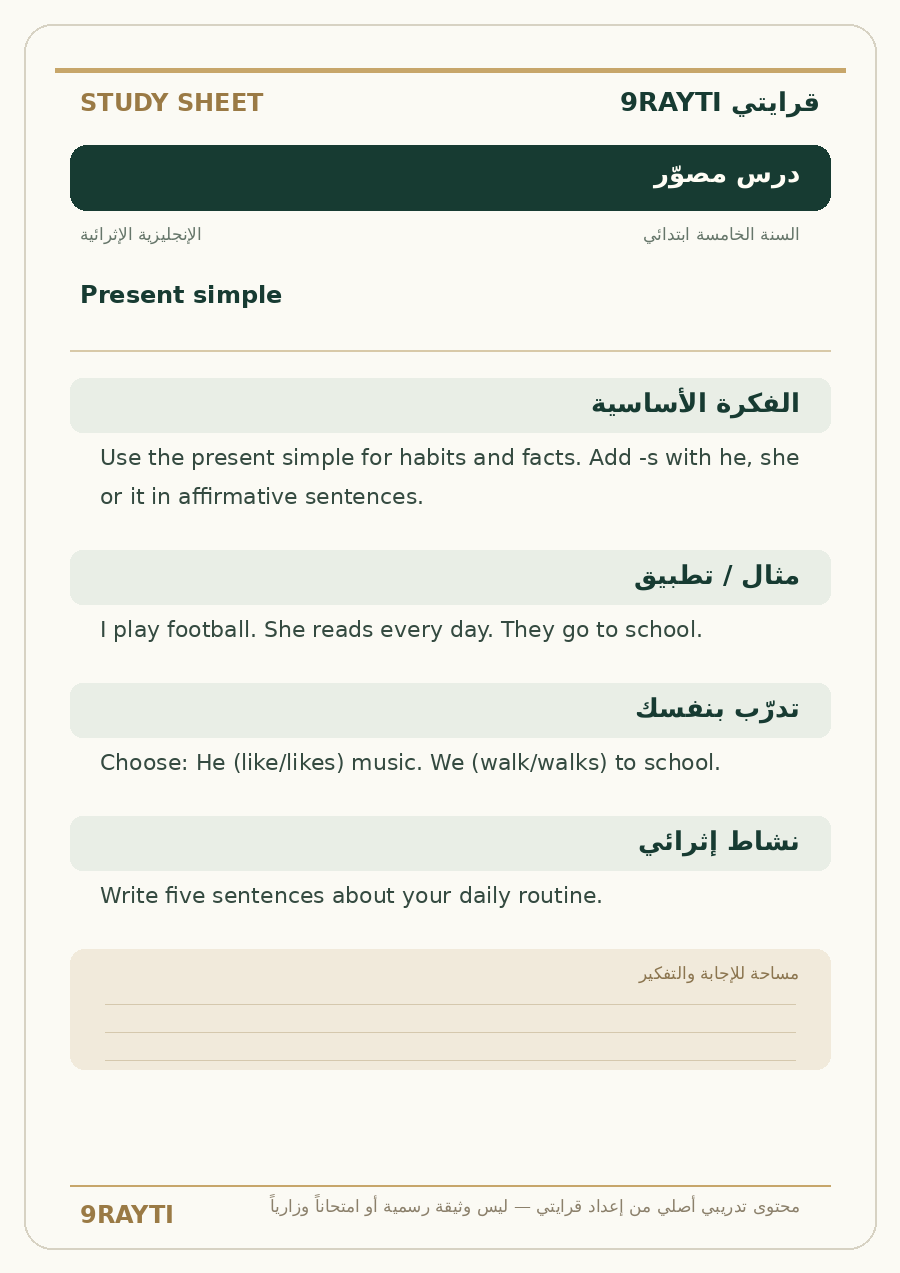 STUDY SHEET
قرايتي 9RAYTI
درس مصوّر
السنة الخامسة ابتدائي
الإنجليزية الإثرائية
Present simple
الفكرة الأساسية
Use the present simple for habits and facts. Add -s with he, she
or it in affirmative sentences.
مثال / تطبيق
I play football. She reads every day. They go to school.
تدرّب بنفسك
Choose: He (like/likes) music. We (walk/walks) to school.
نشاط إثرائي
Write five sentences about your daily routine.
مساحة للإجابة والتفكير
محتوى تدريبي أصلي من إعداد قرايتي — ليس وثيقة رسمية أو امتحاناً وزارياً
9RAYTI